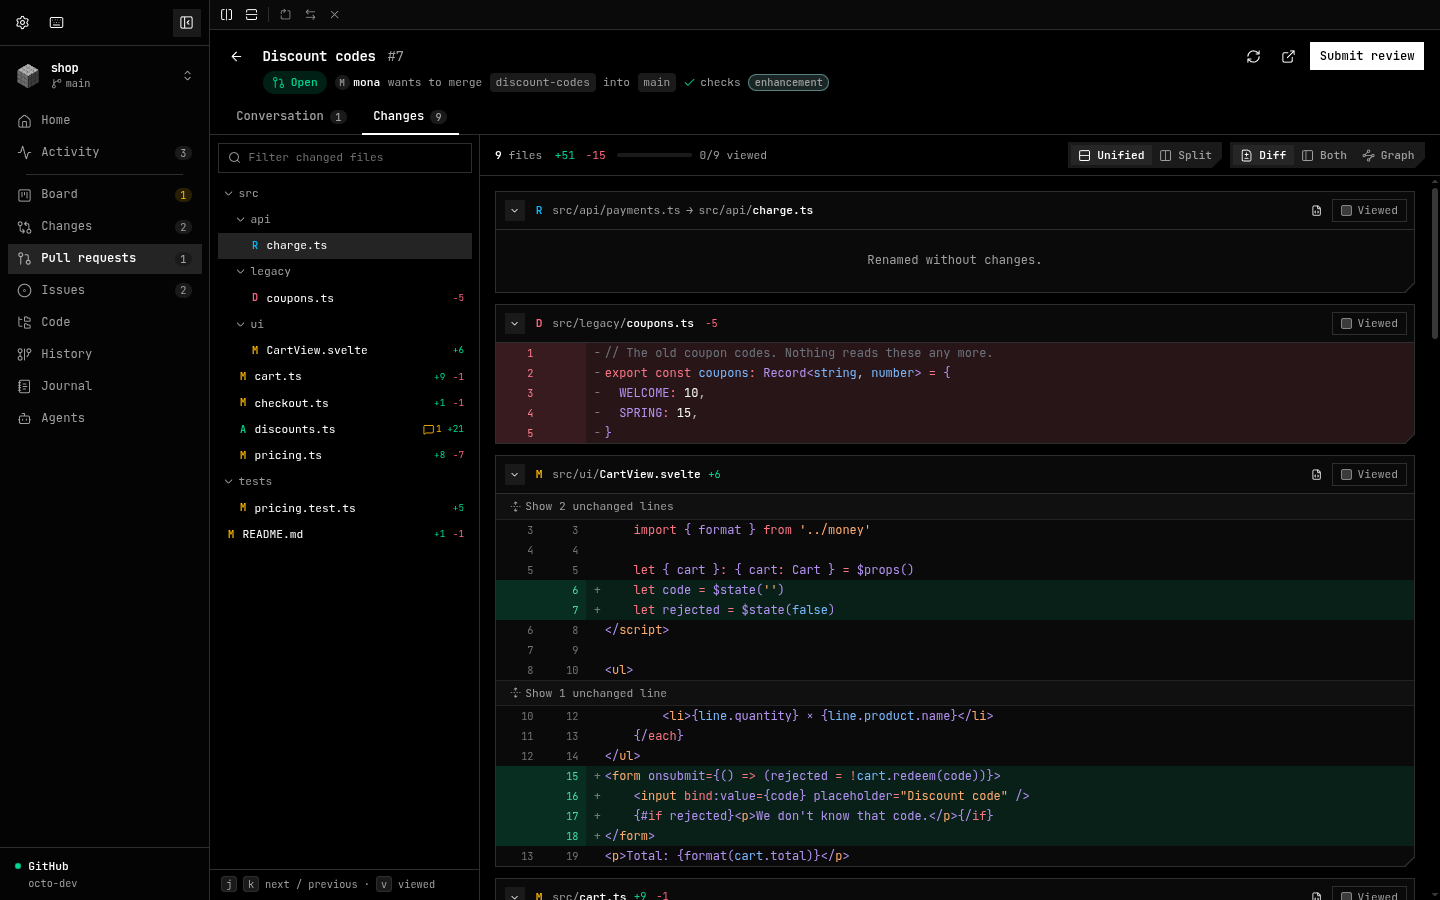 shop
main
Home
Activity 3
Board 1
Changes 2
Pull requests 1
Issues 2
Code
History
Journal
Agents
GitHub
octo-dev
Discount codes #7
Submit review
Open M mona wants to merge discount-codes into main checks enhancement
Conversation 1 Changes 9
Filter changed files
src
api
R charge.ts
legacy
D coupons.ts -5
ui
M CartView.svelte +6
M cart.ts +9 -1
M checkout.ts +1 -1
A discounts.ts 1 +21
M pricing.ts +8 -7
tests
M pricing.test.ts +5
M README.md +1 -1
j k next / previous · v viewed
9 files +51 -15 0/9 viewed Unified Split Diff Both Graph
R src/api/payments.ts → src/api/charge.ts Viewed
Renamed without changes.
D src/legacy/coupons.ts -5 Viewed
1 - // The old coupon codes. Nothing reads these any more.
2 - export const coupons: Record<string, number> = {
3 - WELCOME: 10,
4 - SPRING: 15,
5 - }
M src/ui/CartView.svelte +6 Viewed
Show 2 unchanged lines
3 3 import { format } from '../money'
4 4
5 5 let { cart }: { cart: Cart } = $props()
6 + let code = $state('')
7 + let rejected = $state(false)
6 8 </script>
7 9
8 10 <ul>
Show 1 unchanged line
10 12 <li>{line.quantity} × {line.product.name}</li>
11 13 {/each}
12 14 </ul>
15 + <form onsubmit={() => (rejected = !cart.redeem(code))}>
16 + <input bind:value={code} placeholder="Discount code" />
17 + {#if rejected}<p>We don't know that code.</p>{/if}
18 + </form>
13 19 <p>Total: {format(cart.total)}</p>
M src/cart.ts +9 -1 Viewed